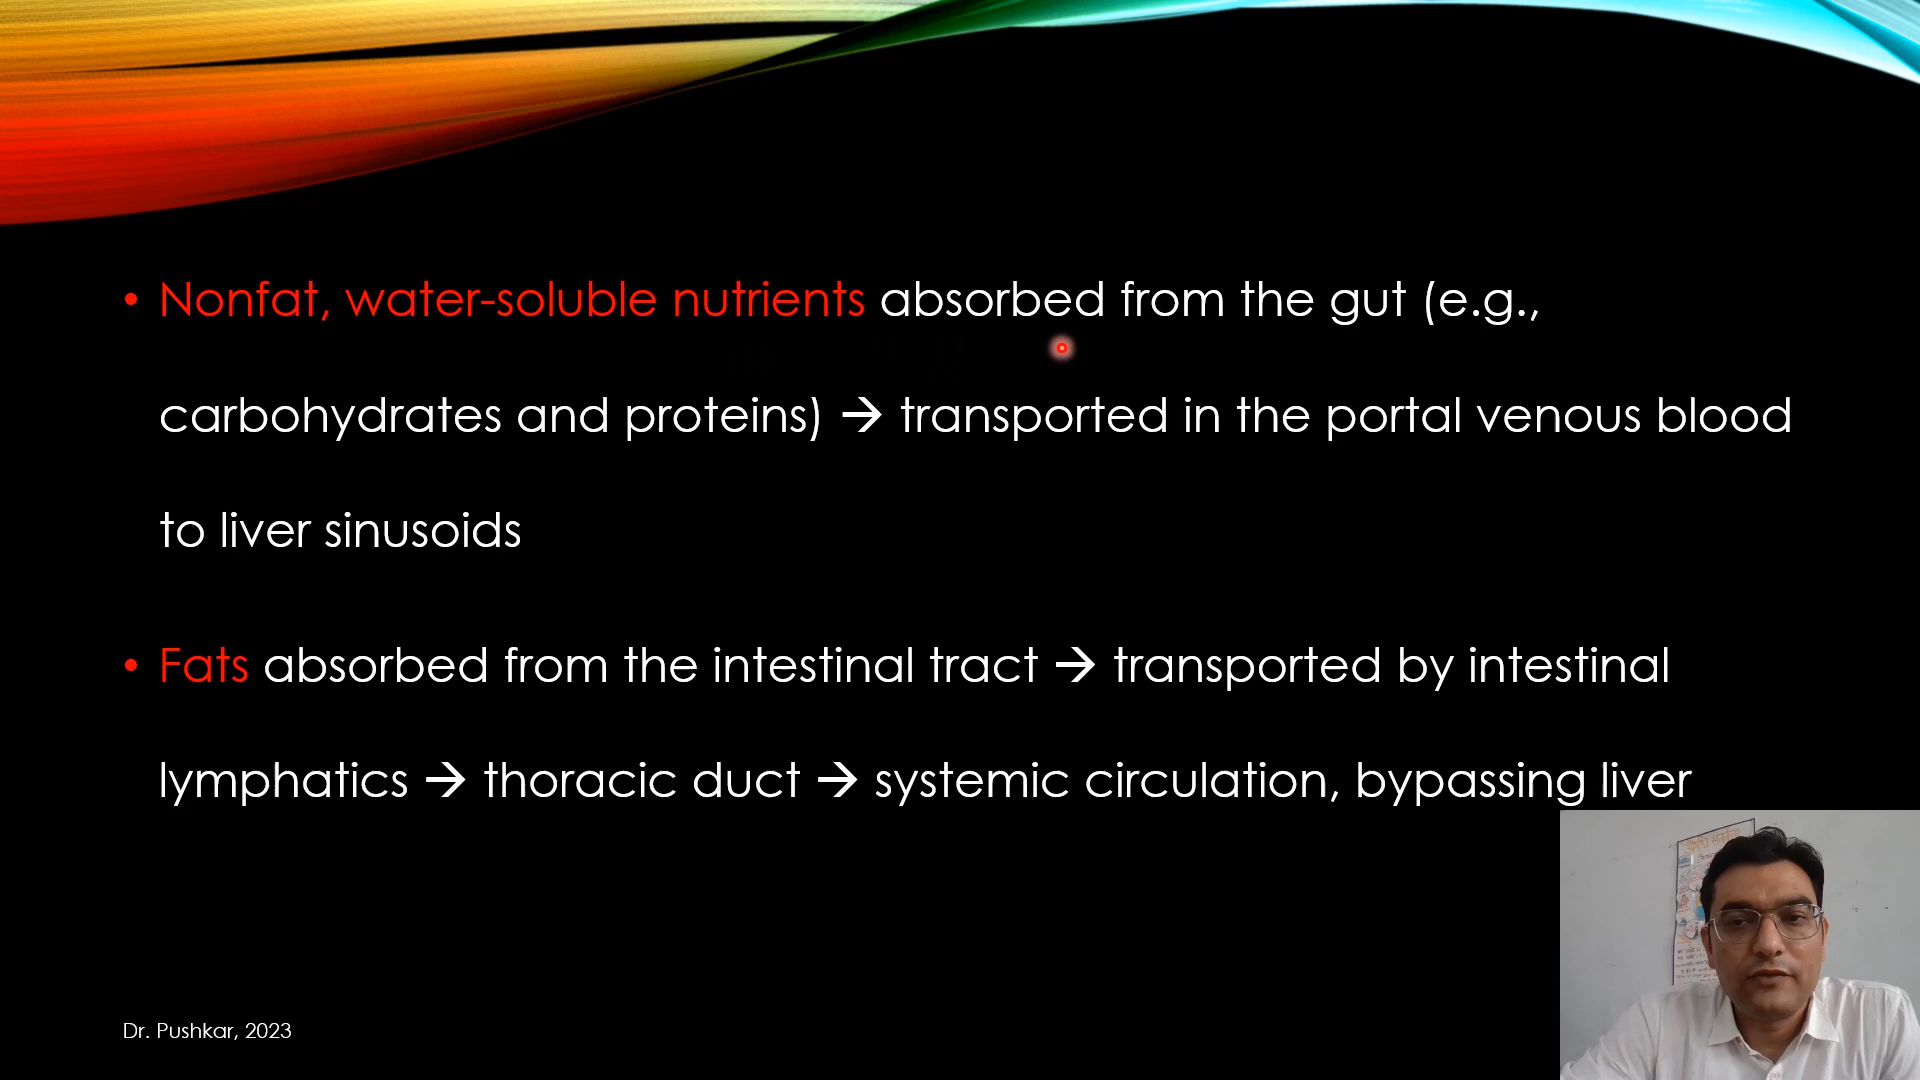 • Nonfat, water-soluble nutrients absorbed from the gut (e.g.,
carbohydrates and proteins) → transported in the portal venous blood
to liver sinusoids
• Fats absorbed from the intestinal tract → transported by intestinal
lymphatics → thoracic duct → systemic circulation, bypassing liver
Dr. Pushkar, 2023